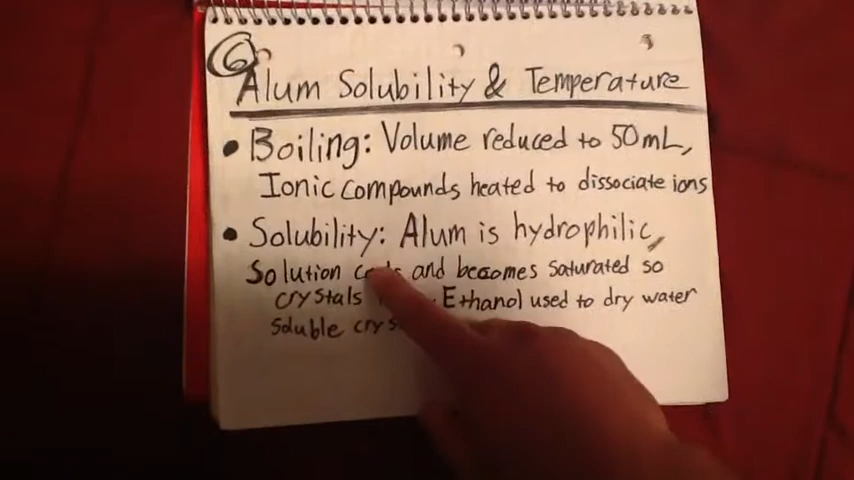 6
Alum Solubility & Temperature
• Boiling: Volume reduced to 50mL,
Ionic compounds heated to dissociate ions
• Solubility: Alum is hydrophilic,
Solution and becomes saturated so
crystals Ethanol used to dry water
soluble